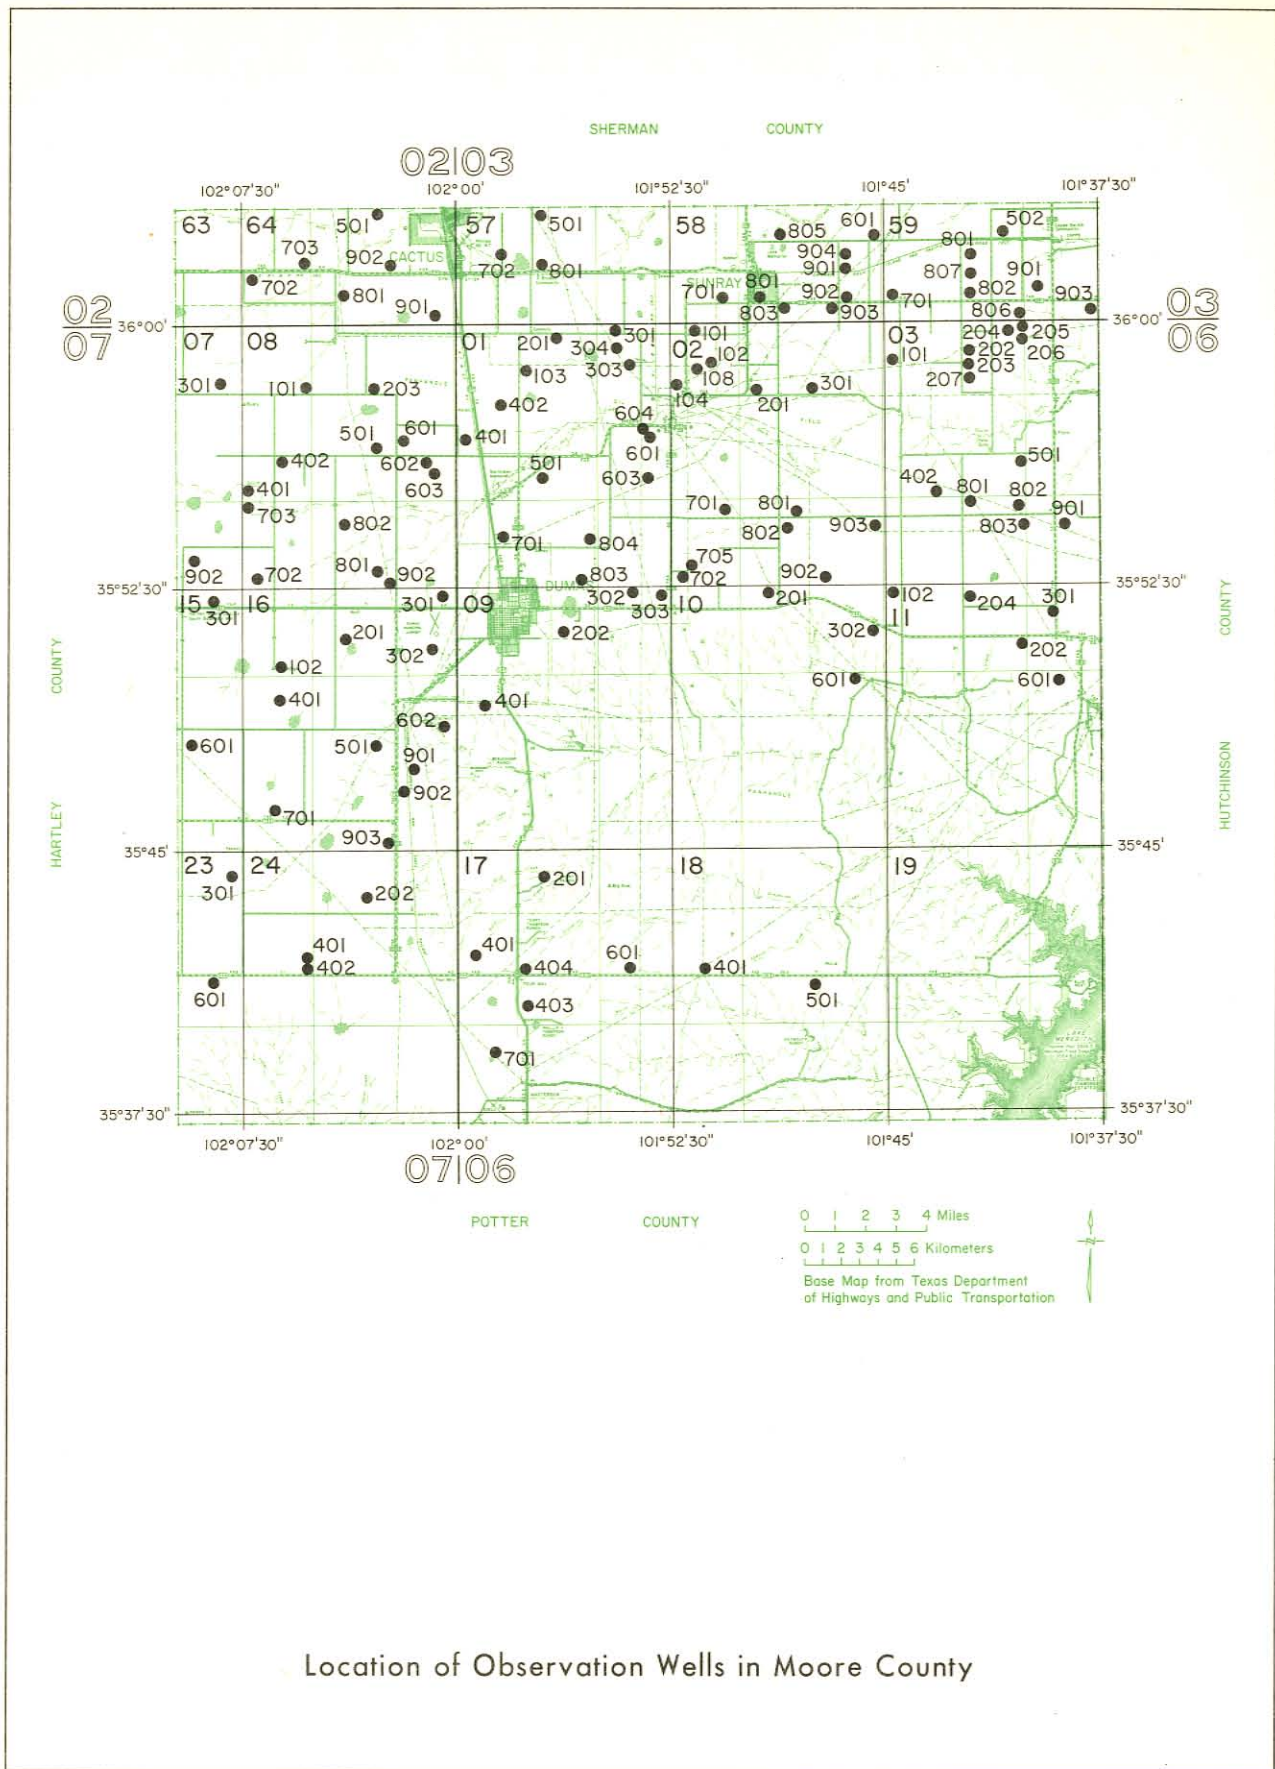 SHERMAN COUNTY
02|03
102°07'30" 102°00' 101°52'30" 101°45' 101°37'30"
63 64 501 57 501 58 805 601 59 502
703 902 CACTUS 702 801 904 801
702 801 901 SUNRAY 701 801 901 807 901
803 902 903 701 802 903
806
02
07
36°00'
03
06
36°00'
07 08 01 201 301 304 303 02 101 102 03 204 205
202 206
301 101 203 103 108 101 203
104 201 301 207
402 604
501 601 401 601
402 602 603 501 603 402 501
401 703 802 701 801 801 802 901
802 903 803
701 804 705
902 702 801 902 803 702 902
35°52'30" 35°52'30"
15 16 301 09 DUMAS 302 303 10 201 102 11 204 301
301 201 302 202 302 202
102 601 601
401 401
602
601 501 901
902
701
903
35°45' 35°45'
23 24 17 201 18 19
301 202
401 401 601 401
402 404
601 403 501
LAKE
MEREDITH
701
35°37'30" 35°37'30"
102°07'30" 102°00' 101°52'30" 101°45' 101°37'30"
07|06
HARTLEY COUNTY
HUTCHINSON COUNTY
PANHANDLE FIELD
POTTER COUNTY
0 1 2 3 4 Miles
0 1 2 3 4 5 6 Kilometers
Base Map from Texas Department
of Highways and Public Transportation
N
Location of Observation Wells in Moore County